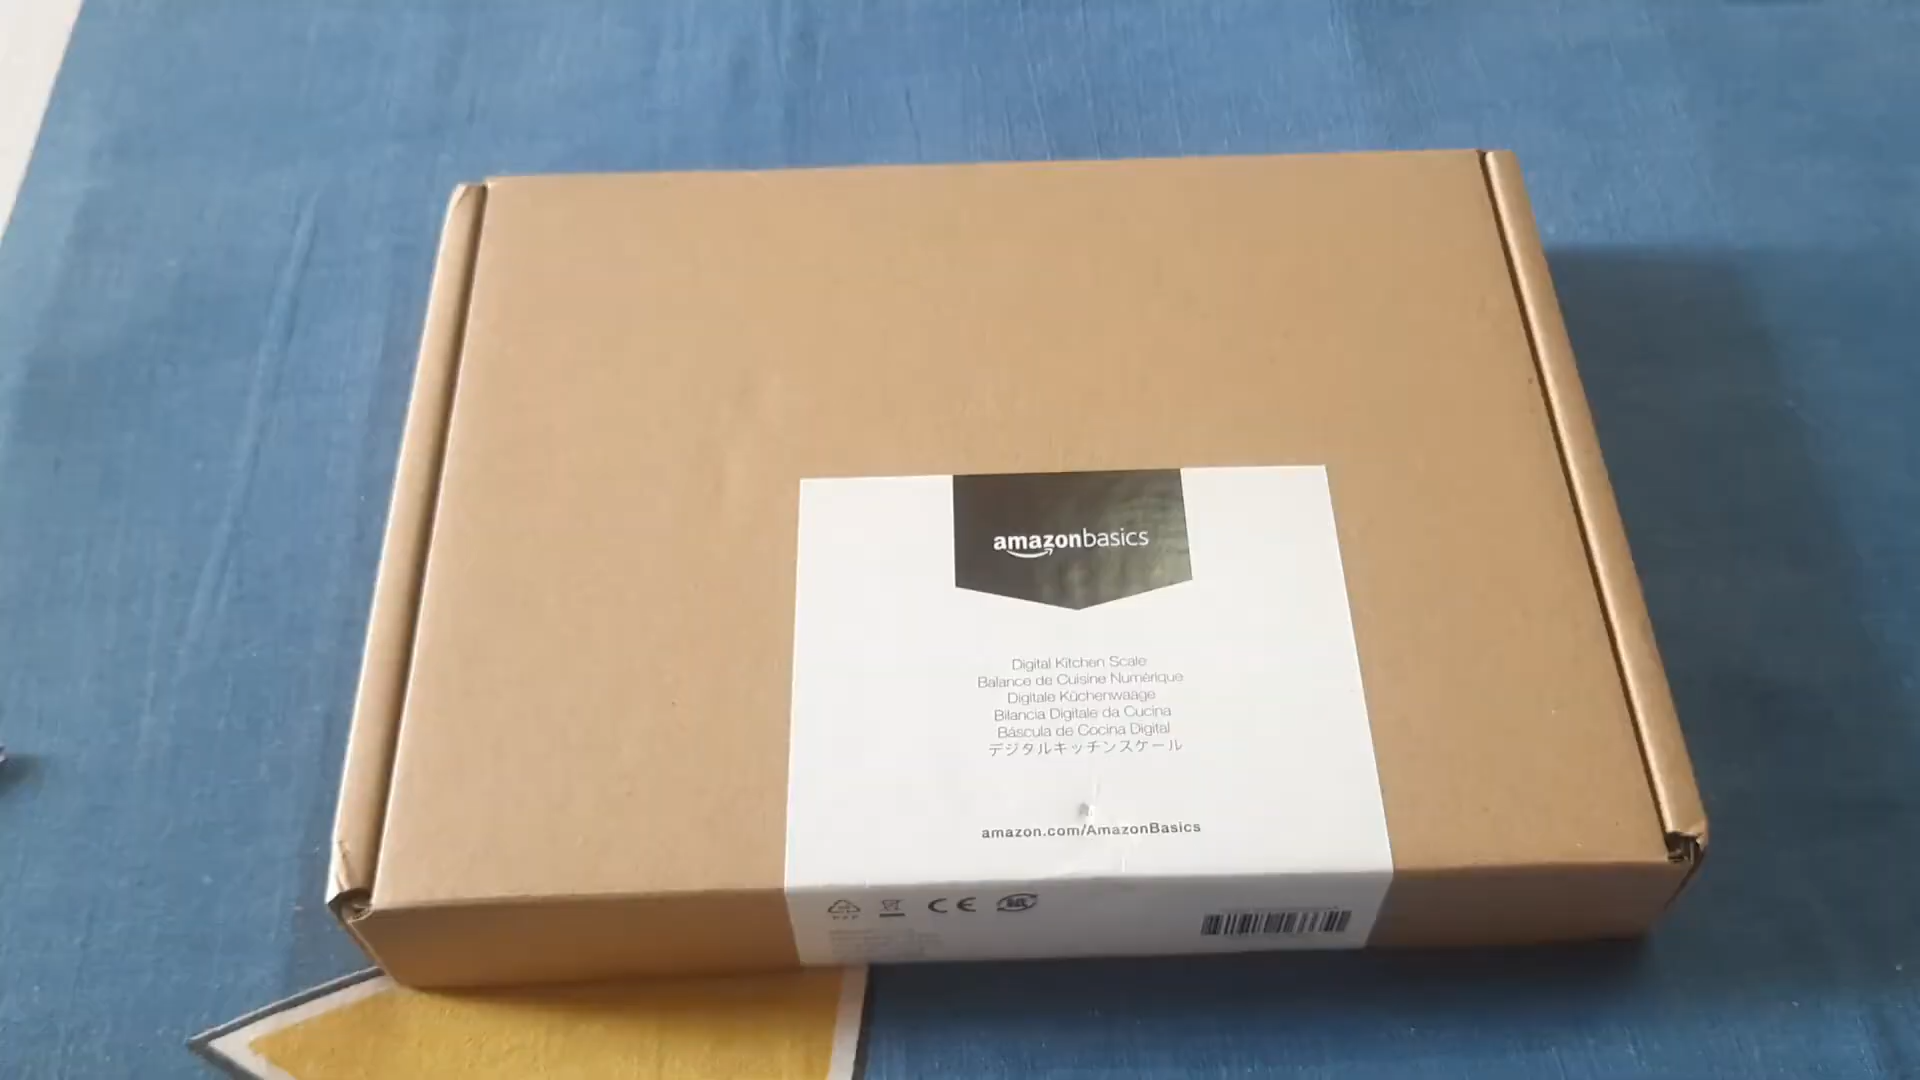 amazonbasics
Digital Kitchen Scale
Balance de Cuisine Numérique
Digitale Küchenwaage
Bilancia Digitale da Cucina
Báscula de Cocina Digital
デジタルキッチンスケール
amazon.com/AmazonBasics
CE